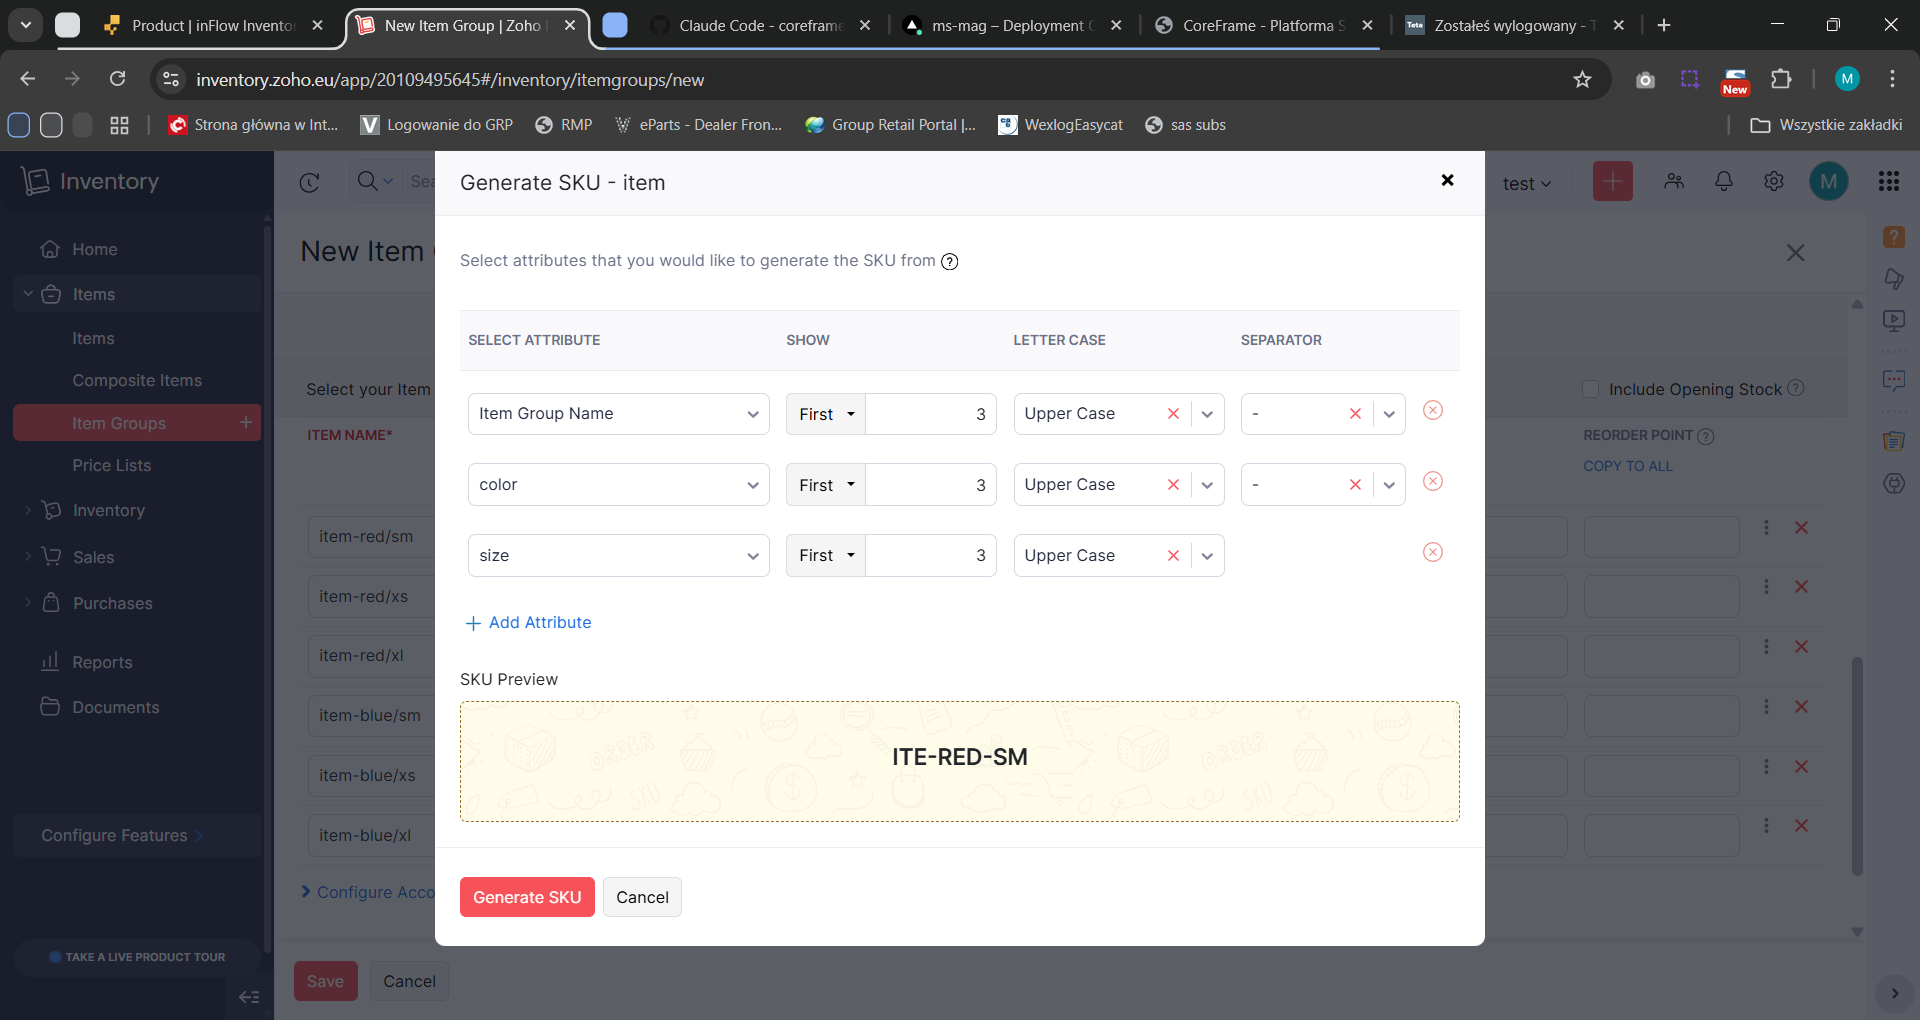 Product | inFlow Invento
New Item Group | Zoho
Claude Code - coreframe
ms-mag – Deployment
CoreFrame - Platforma S
Zostałeś wylogowany - T
inventory.zoho.eu/app/20109495645#/inventory/itemgroups/new
New
M
Strona główna w Int...
Logowanie do GRP
RMP
eParts - Dealer Fron...
Group Retail Portal |...
WexlogEasycat
sas subs
Wszystkie zakładki
Inventory
Sea
Generate SKU - item
test
M
Home
New Item
Select attributes that you would like to generate the SKU from
Items
SELECT ATTRIBUTE SHOW LETTER CASE SEPARATOR
Items
Composite Items
Select your Item
Include Opening Stock
Item Groups
Item Group Name First 3 Upper Case -
ITEM NAME*
REORDER POINT
Price Lists
COPY TO ALL
color First 3 Upper Case -
Inventory
item-red/sm
Sales
size First 3 Upper Case
Purchases
item-red/xs
Add Attribute
Reports
item-red/xl
SKU Preview
Documents
item-blue/sm
ORDER
ORDER
ITE-RED-SM
item-blue/xs
SKU
SKU
Configure Features
item-blue/xl
Configure Acco
Generate SKU
Cancel
TAKE A LIVE PRODUCT TOUR
Save
Cancel